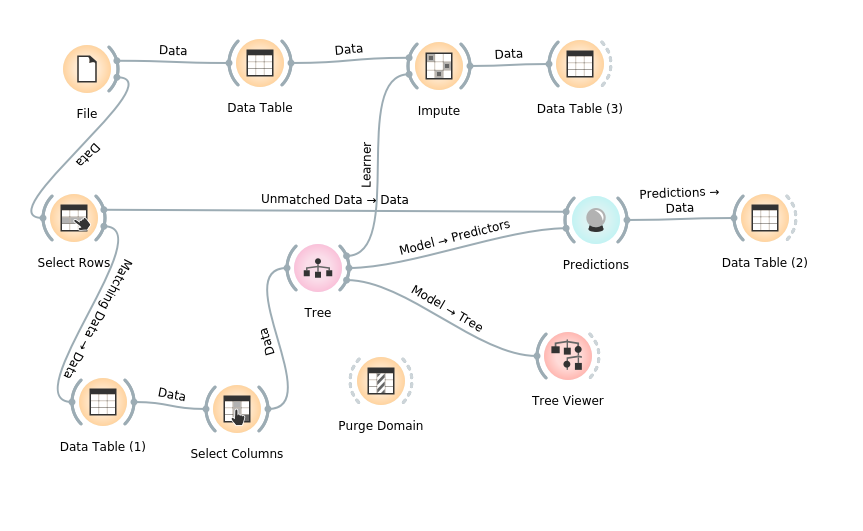 Data
Data
Data
File
Data Table
Impute
Data Table (3)
Data
Learner
Unmatched Data → Data
Predictions →
Data
Select Rows
Model → Predictors
Predictions
Data Table (2)
Matching Data → Data
Tree
Model → Tree
Data
Tree Viewer
Data
Purge Domain
Data Table (1)
Select Columns